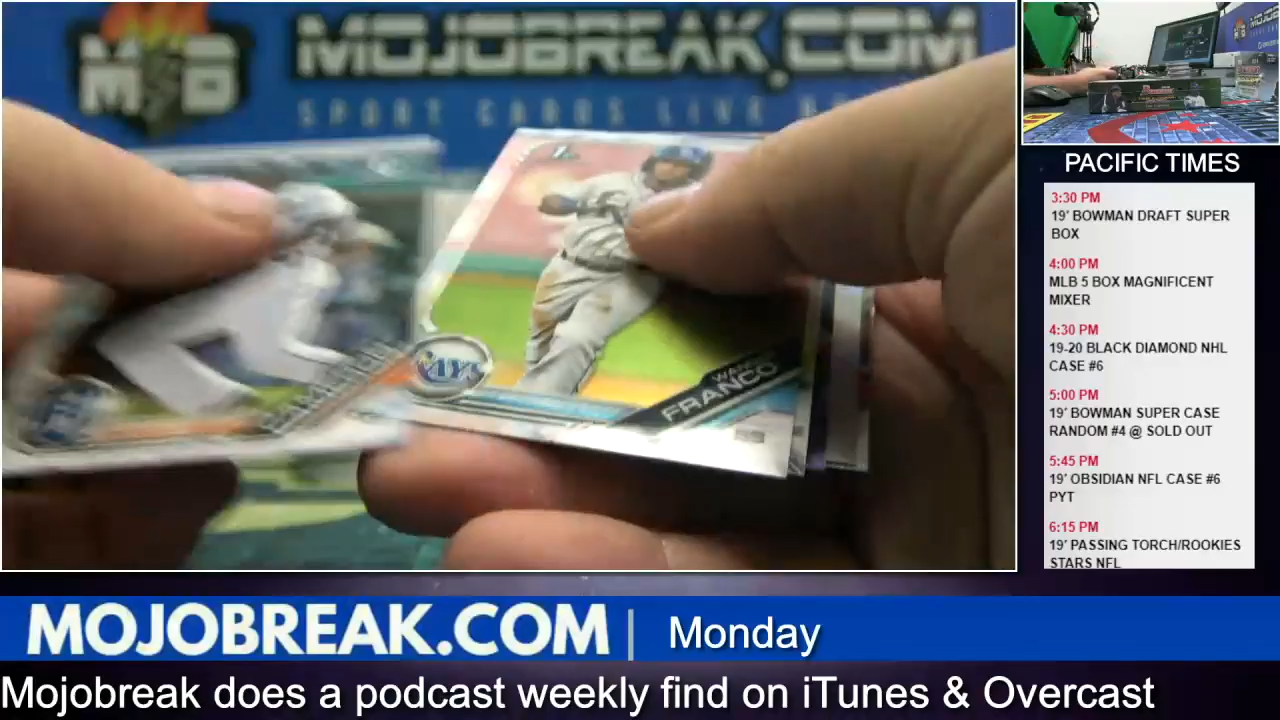 MB
MOJOBREAK.COM
SPORT CARDS LIVE
RAYS
WANDER
FRANCO
PACIFIC TIMES
3:30 PM
19' BOWMAN DRAFT SUPER
BOX
4:00 PM
MLB 5 BOX MAGNIFICENT
MIXER
4:30 PM
19-20 BLACK DIAMOND NHL
CASE #6
5:00 PM
19' BOWMAN SUPER CASE
RANDOM #4 @ SOLD OUT
5:45 PM
19' OBSIDIAN NFL CASE #6
PYT
6:15 PM
19' PASSING TORCH/ROOKIES
STARS NFL
MOJOBREAK.COM | Monday
Mojobreak does a podcast weekly find on iTunes & Overcast